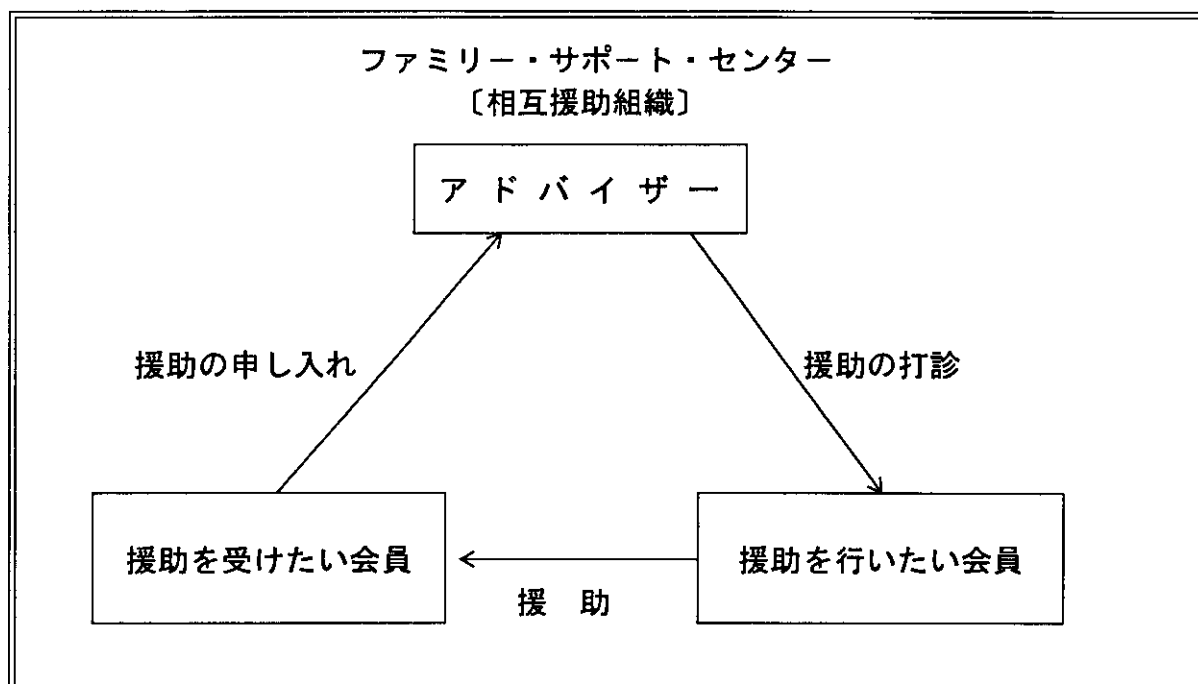 ファミリー・サポート・センター
〔相互援助組織〕
アドバイザー
援助の申し入れ
援助の打診
援助を受けたい会員
援助を行いたい会員
援　助